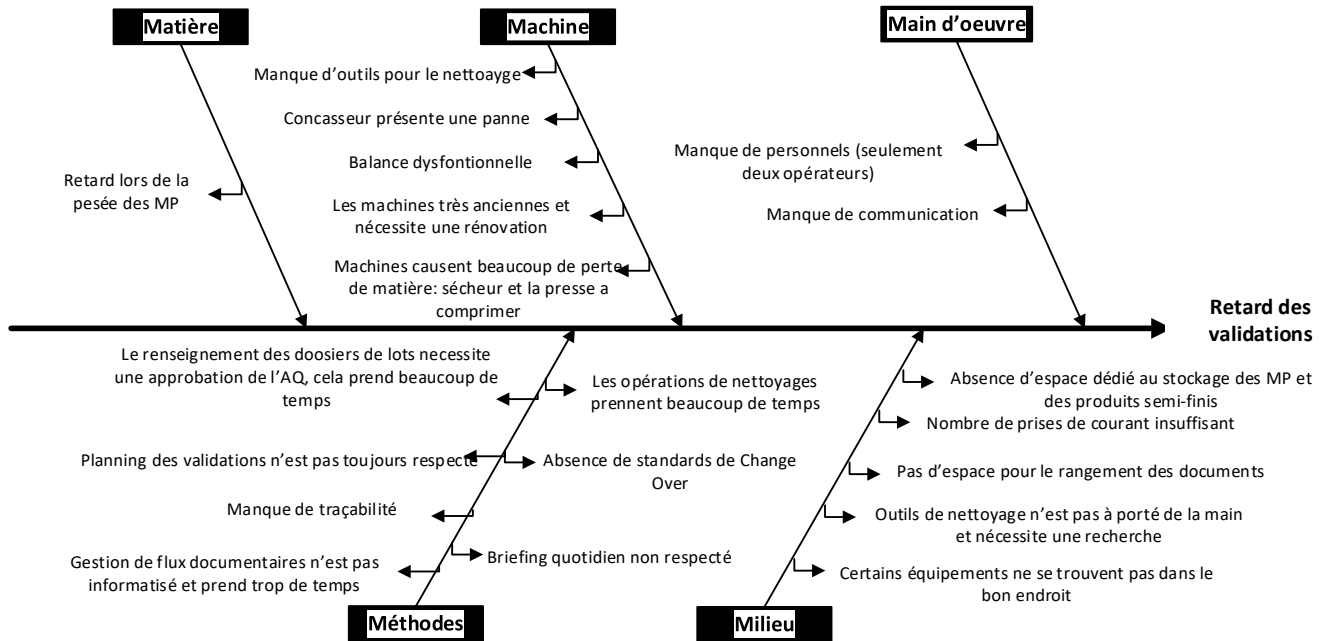 Matière
Machine
Main d'oeuvre
Retard lors de la
pesée des MP
Manque d'outils pour le nettoayge
Concasseur présente une panne
Balance dysfontionnelle
Les machines très anciennes et
nécessite une rénovation
Machines causent beaucoup de perte
de matière: sécheur et la presse a
comprimer
Manque de personnels (seulement
deux opérateurs)
Manque de communication
Retard des
validations
Le renseignement des doosiers de lots necessite
une approbation de l'AQ, cela prend beaucoup de
temps
Planning des validations n'est pas toujours respecté
Manque de traçabilité
Gestion de flux documentaires n'est pas
informatisé et prend trop de temps
Les opérations de nettoyages
prennent beaucoup de temps
Absence de standards de Change
Over
Briefing quotidien non respecté
Absence d'espace dédié au stockage des MP et
des produits semi-finis
Nombre de prises de courant insuffisant
Pas d'espace pour le rangement des documents
Outils de nettoyage n'est pas à porté de la main
et nécessite une recherche
Certains équipements ne se trouvent pas dans le
bon endroit
Méthodes
Milieu